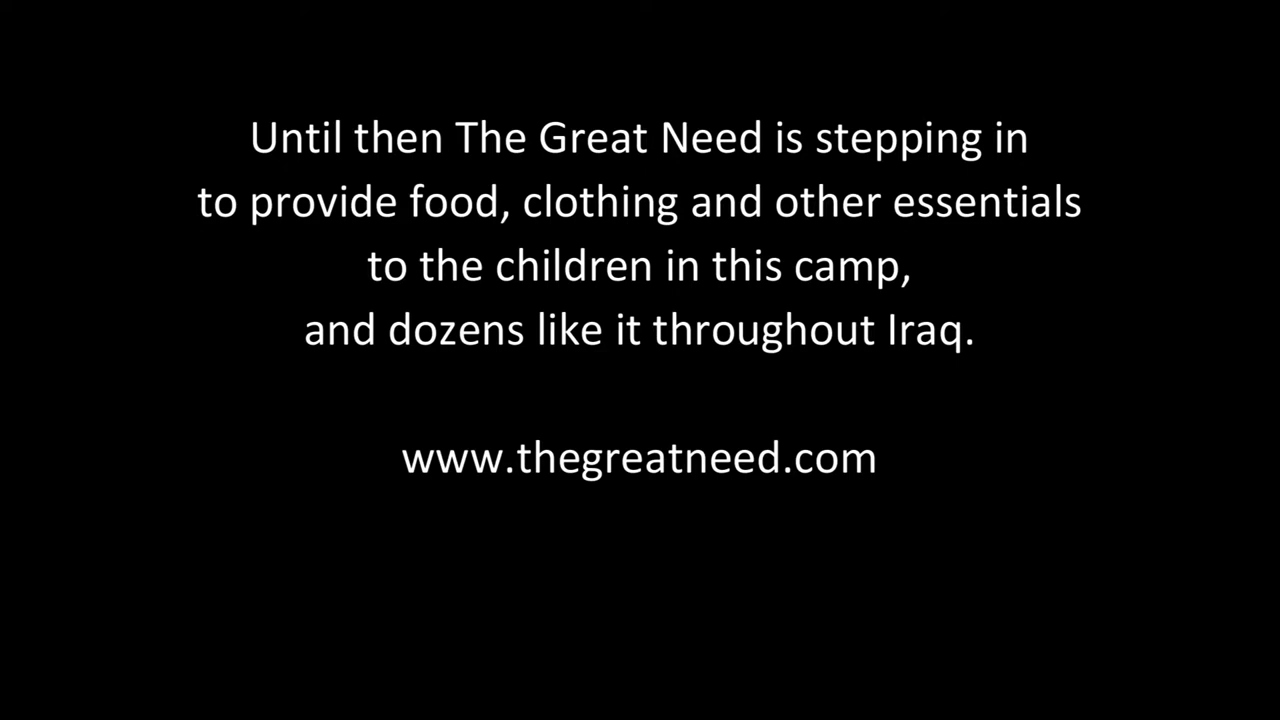 Until then The Great Need is stepping in
to provide food, clothing and other essentials
to the children in this camp,
and dozens like it throughout Iraq.
www.thegreatneed.com